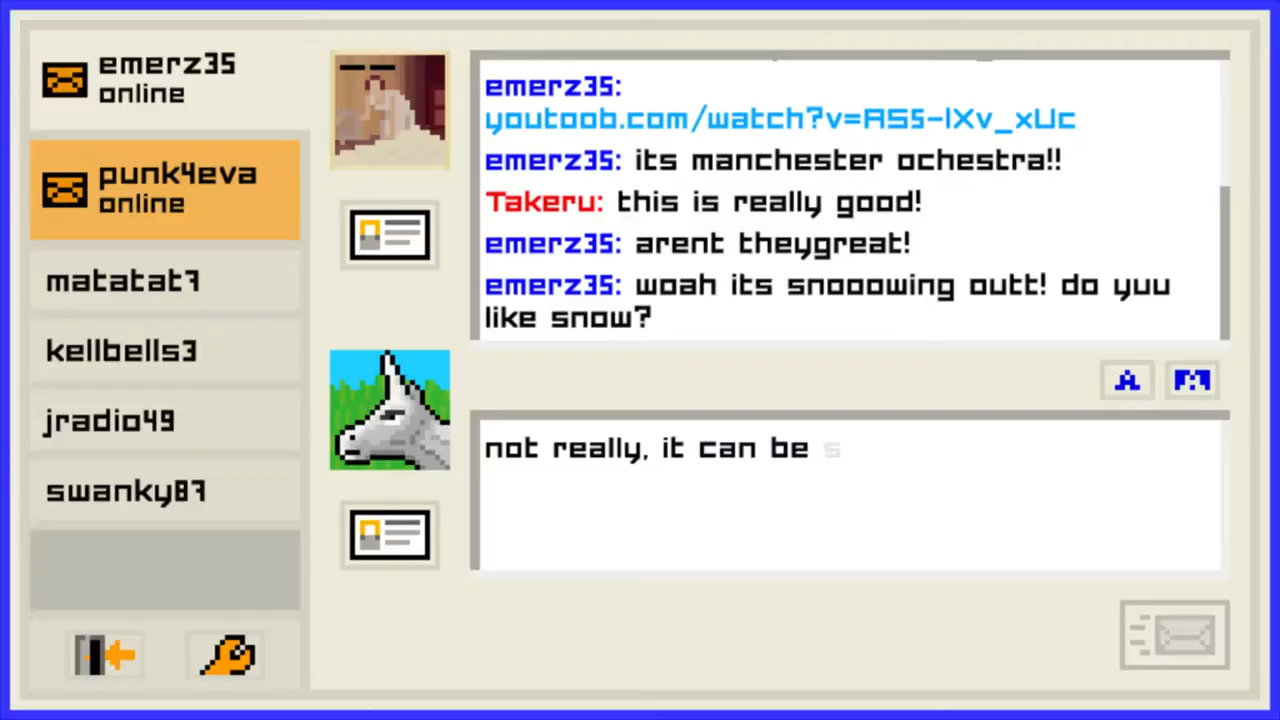 emerz35
online
punk4eva
online
matatat7
kellbells3
jradio49
swanky87
emerz35:
youtoob.com/watch?v=AS5-lXv_xUc
emerz35: its manchester ochestra!!
Takeru: this is really good!
emerz35: arent theygreat!
emerz35: woah its snooowing outt! do yuu
like snow?
A
not really, it can be s